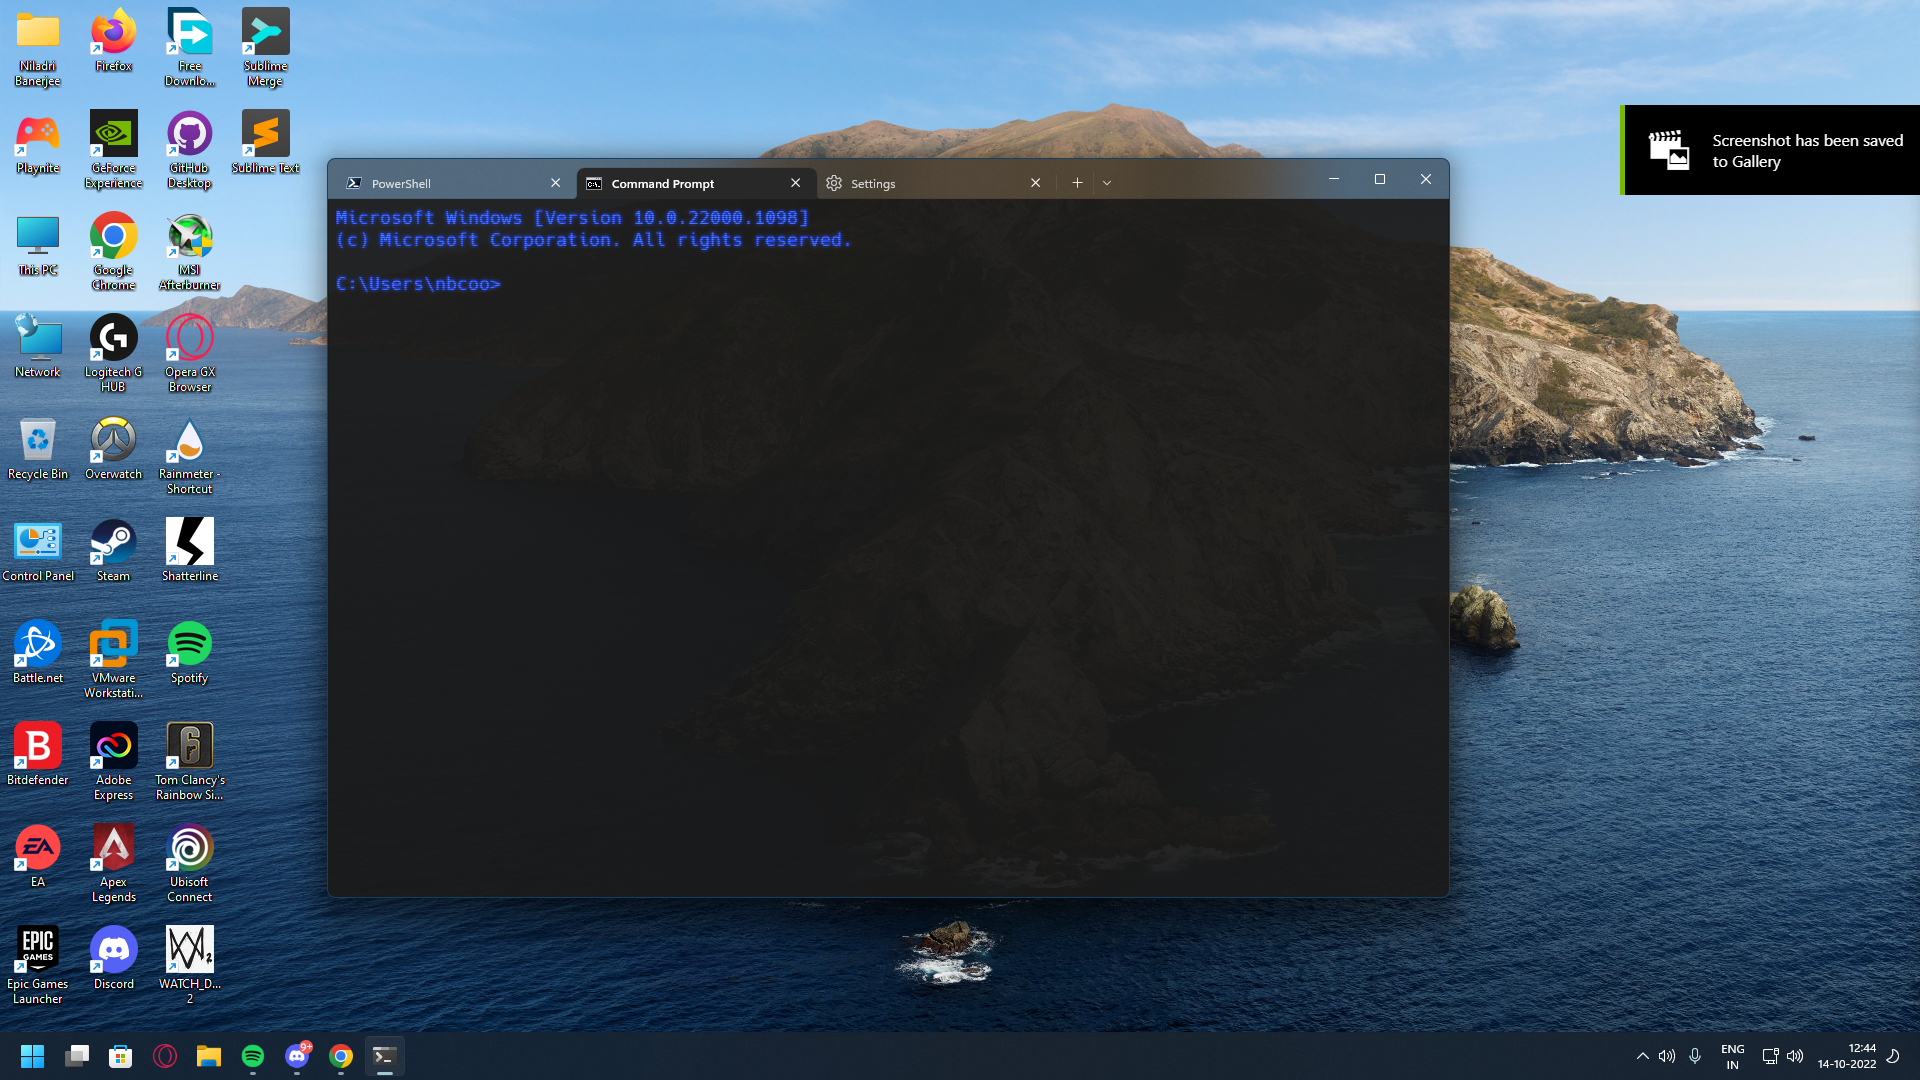 Niladri
Banerjee
Firefox
Free
Downlo...
Sublime
Merge
Playnite
GeForce
Experience
GitHub
Desktop
Sublime Text
This PC
Google
Chrome
MSI
Afterburner
Network
Logitech G
HUB
Opera GX
Browser
Recycle Bin
Overwatch
Rainmeter -
Shortcut
Control Panel
Steam
Shatterline
Battle.net
VMware
Workstati...
Spotify
Bitdefender
Adobe
Express
Tom Clancy's
Rainbow Si...
EA
Apex
Legends
Ubisoft
Connect
EPIC
GAMES
Epic Games
Launcher
Discord
WATCH_D...
2
PowerShell
Command Prompt
Settings
Microsoft Windows [Version 10.0.22000.1098]
(c) Microsoft Corporation. All rights reserved.
C:\Users\nbcoo>
Screenshot has been saved
to Gallery
9+
ENG
IN
12:44
14-10-2022